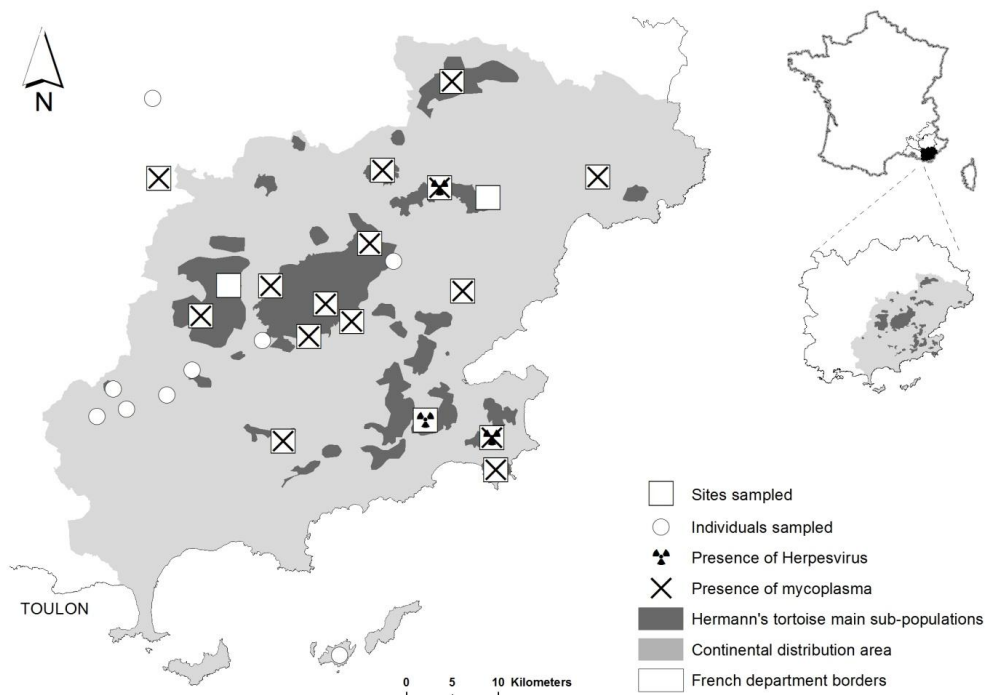 N
TOULON
0 5 10 Kilometers
Sites sampled
Individuals sampled
Presence of Herpesvirus
Presence of mycoplasma
Hermann's tortoise main sub-populations
Continental distribution area
French department borders